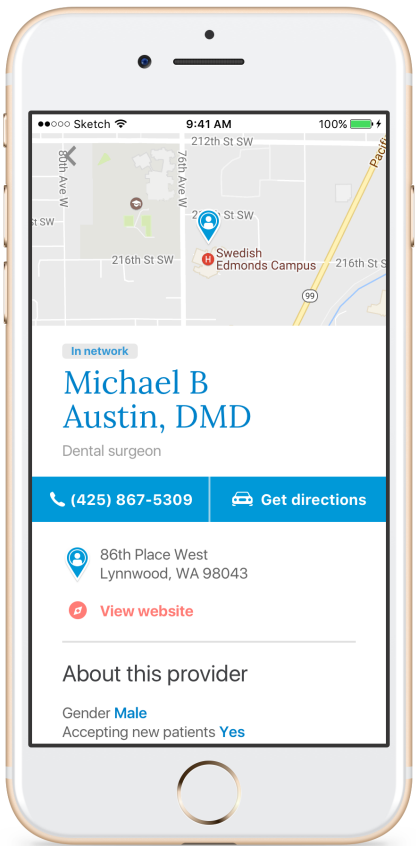 Sketch 9:41 AM 100%
212th St SW
80th Ave W
76th Ave W
Pacifi
St SW
St SW
Swedish
Edmonds Campus
H
216th St SW
216th St S
99
In network
Michael B
Austin, DMD
Dental surgeon
(425) 867-5309 Get directions
86th Place West
Lynnwood, WA 98043
View website
About this provider
Gender Male
Accepting new patients Yes